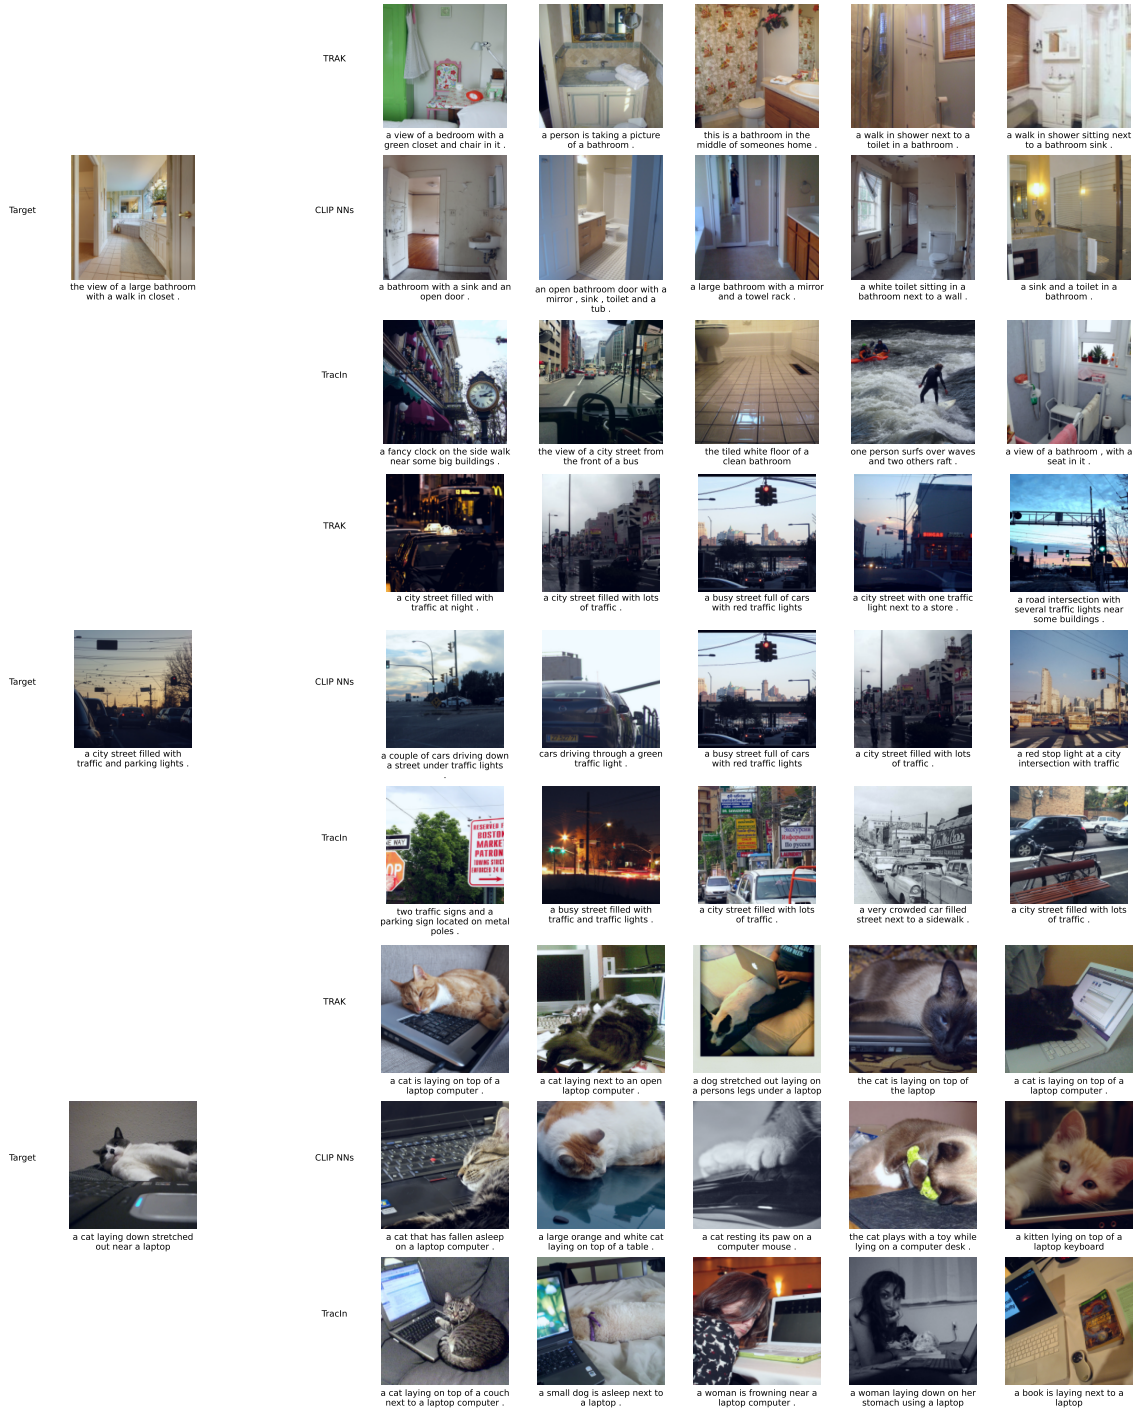 TRAK
a view of a bedroom with a
green closet and chair in it .
a person is taking a picture
of a bathroom .
this is a bathroom in the
middle of someones home .
a walk in shower next to a
toilet in a bathroom .
a walk in shower sitting next
to a bathroom sink .
Target
the view of a large bathroom
with a walk in closet .
CLIP NNs
a bathroom with a sink and an
open door .
an open bathroom door with a
mirror , sink , toilet and a
tub .
a large bathroom with a mirror
and a towel rack .
a white toilet sitting in a
bathroom next to a wall .
a sink and a toilet in a
bathroom .
TracIn
a fancy clock on the side walk
near some big buildings .
the view of a city street from
the front of a bus
the tiled white floor of a
clean bathroom
one person surfs over waves
and two others raft .
a view of a bathroom , with a
seat in it .
TRAK
a city street filled with
traffic at night .
a city street filled with lots
of traffic .
a busy street full of cars
with red traffic lights
a city street with one traffic
light next to a store .
a road intersection with
several traffic lights near
some buildings .
Target
a city street filled with
traffic and parking lights .
CLIP NNs
a couple of cars driving down
a street under traffic lights
.
cars driving through a green
traffic light .
a busy street full of cars
with red traffic lights
a city street filled with lots
of traffic .
a red stop light at a city
intersection with traffic
TracIn
WAY
OP
RESERVED F
BOSTON
MARKET
PATRON
TOWING STRIC
ENFORCED 24 H
two traffic signs and a
parking sign located on metal
poles .
a busy street filled with
traffic and traffic lights .
Экскурсии
Информация
По русски
a city street filled with lots
of traffic .
a very crowded car filled
street next to a sidewalk .
a city street filled with lots
of traffic .
TRAK
a cat is laying on top of a
laptop computer .
a cat laying next to an open
laptop computer .
a dog stretched out laying on
a persons legs under a laptop
the cat is laying on top of
the laptop
a cat is laying on top of a
laptop computer .
Target
a cat laying down stretched
out near a laptop
CLIP NNs
a cat that has fallen asleep
on a laptop computer .
a large orange and white cat
laying on top of a table .
a cat resting its paw on a
computer mouse .
the cat plays with a toy while
lying on a computer desk .
a kitten lying on top of a
laptop keyboard
TracIn
a cat laying on top of a couch
next to a laptop computer .
a small dog is asleep next to
a laptop .
a woman is frowning near a
laptop computer .
a woman laying down on her
stomach using a laptop
a book is laying next to a
laptop